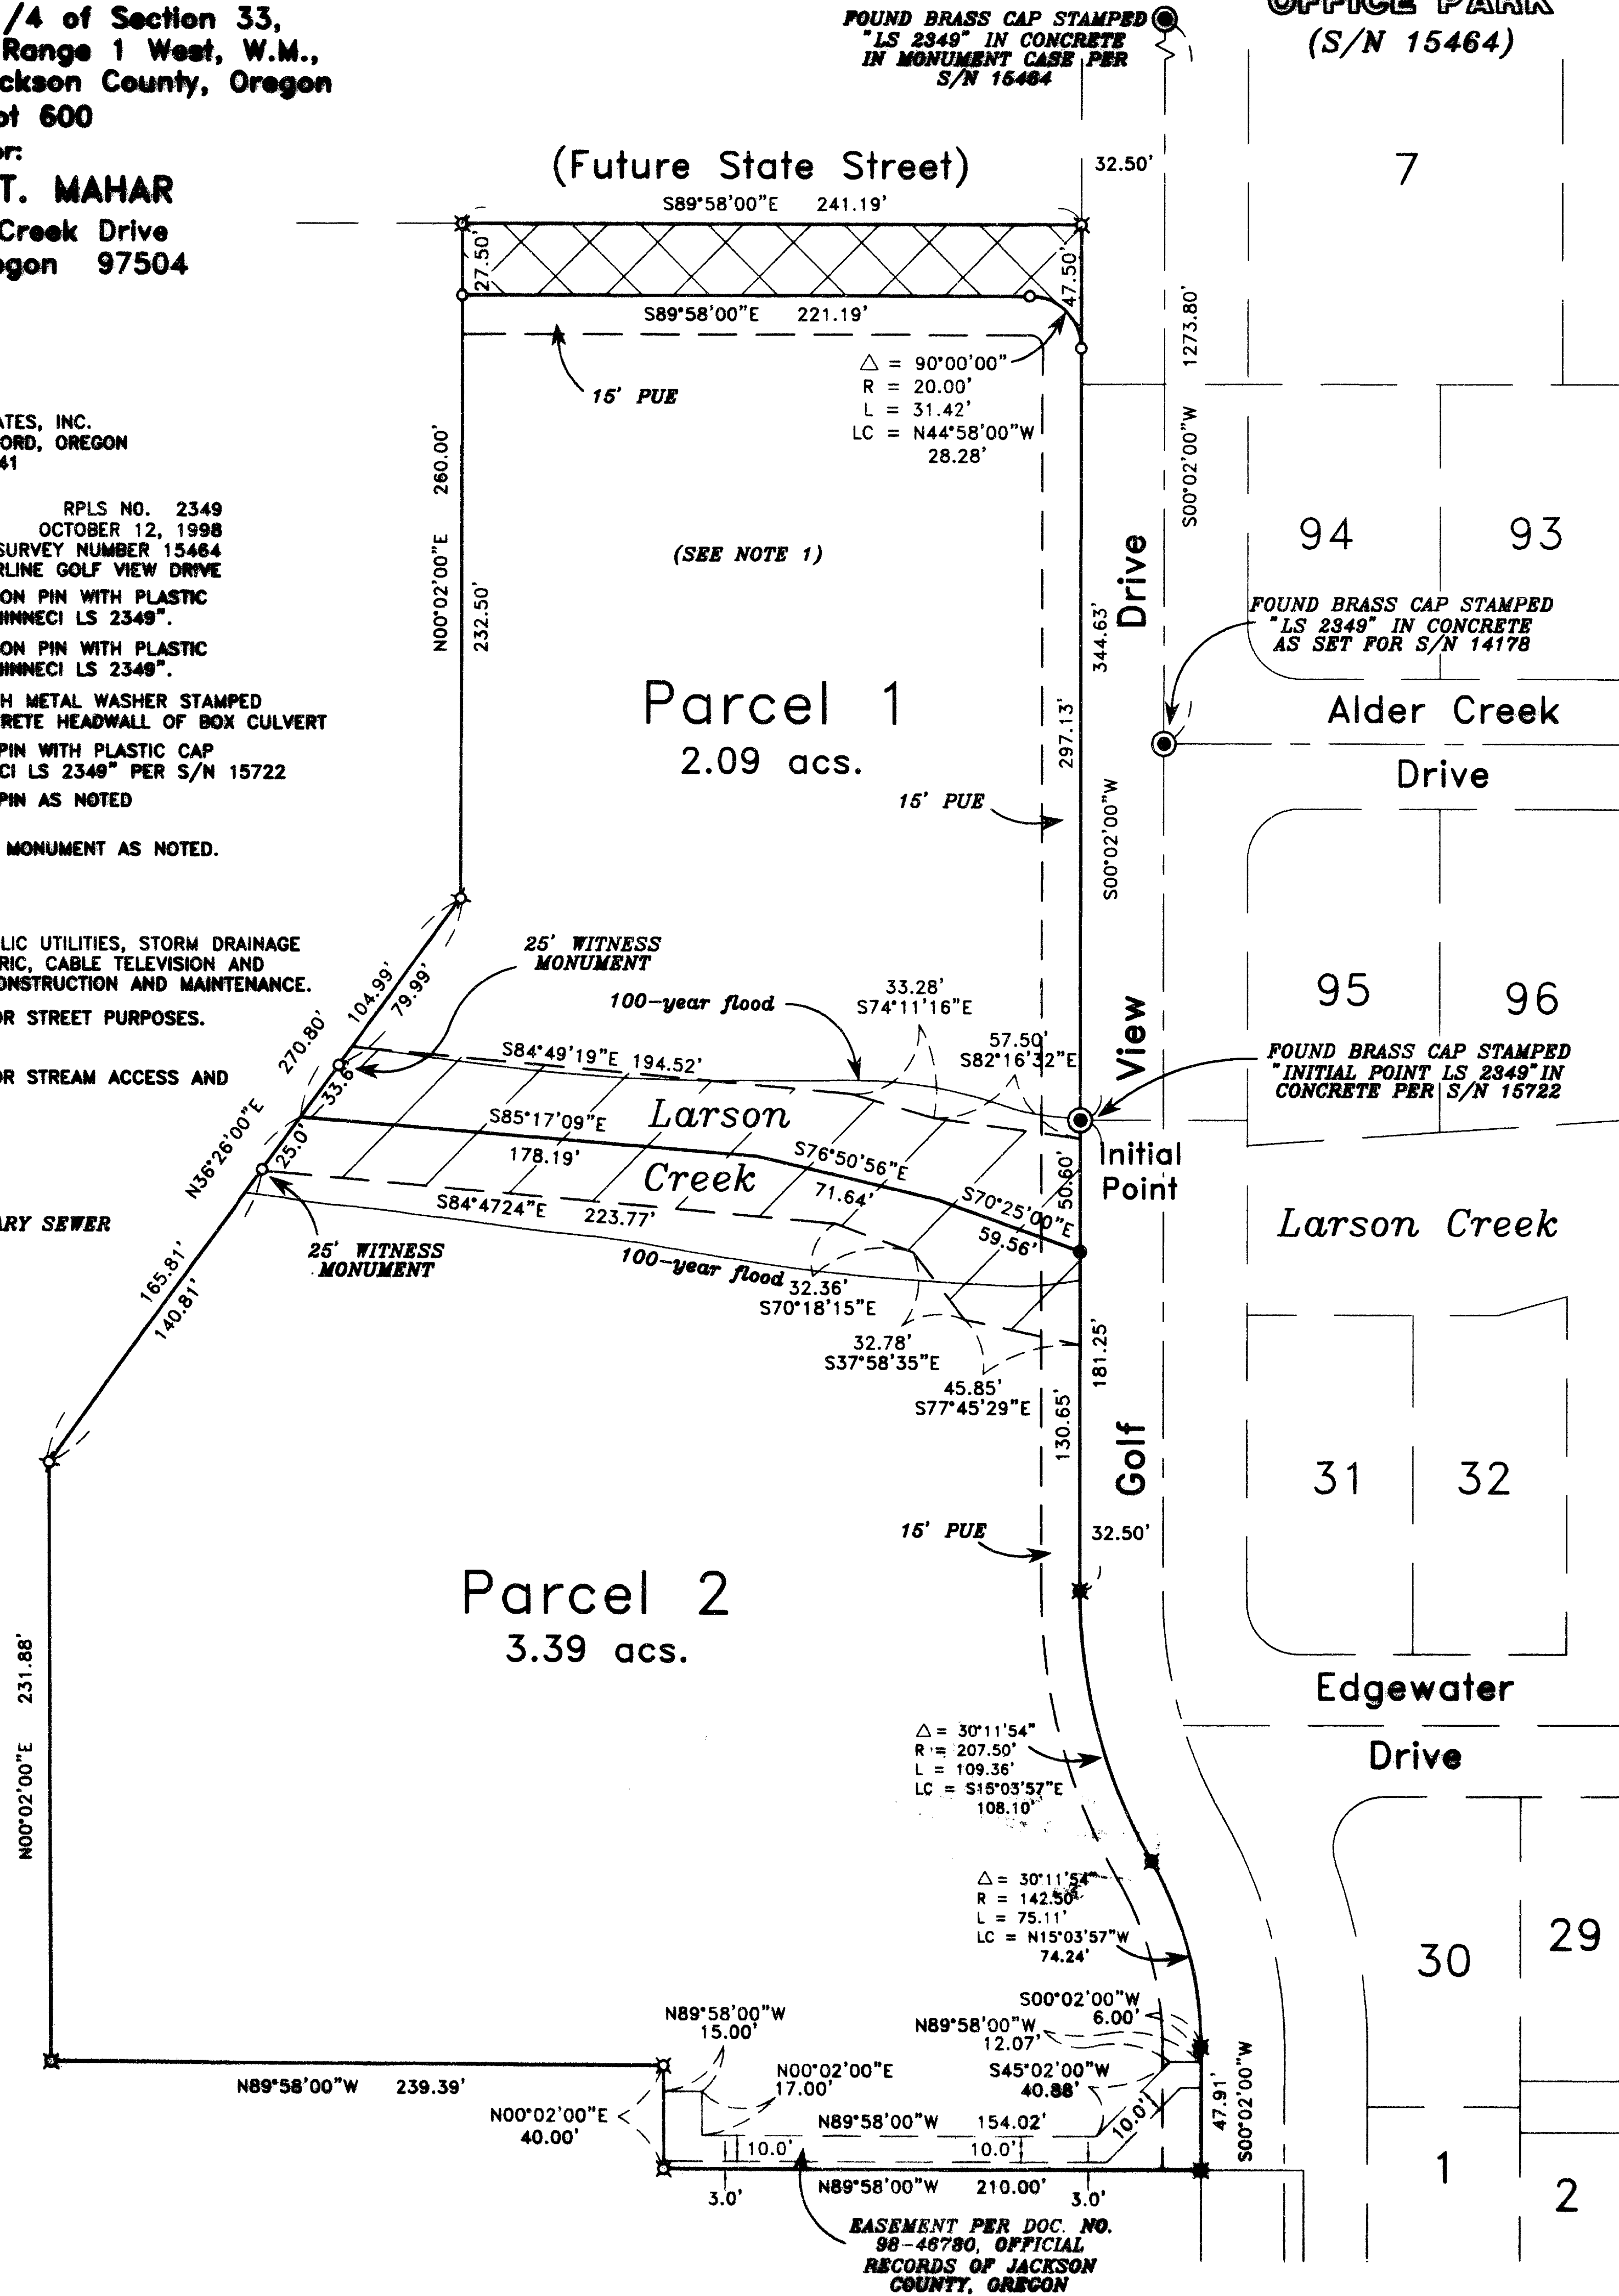 /4 of Section 33,
Range 1 West, W.M.,
ckson County, Oregon
ot 600
or:
T. MAHAR
Creek Drive
egon 97504
FOUND BRASS CAP STAMPED
"LS 2349" IN CONCRETE
IN MONUMENT CASE PER
S/N 15464
OFFICE PARK
(S/N 15464)
(Future State Street)
S89°58'00"E 241.19'
32.50'
7
27.50'
47.50'
S89°58'00"E 221.19'
1273.80'
S00°02'00"W
15' PUE
△ = 90°00'00"
R = 20.00'
L = 31.42'
LC = N44°58'00"W
28.28'
ATES, INC.
ORD, OREGON
41
RPLS NO. 2349
OCTOBER 12, 1998
SURVEY NUMBER 15464
RLINE GOLF VIEW DRIVE
ON PIN WITH PLASTIC
HINNECI LS 2349".
ON PIN WITH PLASTIC
HINNECI LS 2349".
H METAL WASHER STAMPED
CRETE HEADWALL OF BOX CULVERT
PIN WITH PLASTIC CAP
CI LS 2349" PER S/N 15722
PIN AS NOTED
MONUMENT AS NOTED.
N00°02'00"E 260.00'
232.50'
(SEE NOTE 1)
94
93
Drive
344.63'
297.13'
S00°02'00"W
FOUND BRASS CAP STAMPED
"LS 2349" IN CONCRETE
AS SET FOR S/N 14178
Parcel 1
2.09 acs.
Alder Creek
Drive
15' PUE
LIC UTILITIES, STORM DRAINAGE
RIC, CABLE TELEVISION AND
ONSTRUCTION AND MAINTENANCE.
OR STREET PURPOSES.
OR STREAM ACCESS AND
ARY SEWER
25' WITNESS
MONUMENT
104.99'
79.99'
270.80'
33.6'
25.0'
N36°26'00"E
100-year flood
33.28'
S74°11'16"E
57.50'
S82°16'32"E
View
95
96
FOUND BRASS CAP STAMPED
"INITIAL POINT LS 2349" IN
CONCRETE PER S/N 15722
S84°49'19"E 194.52'
Larson
S85°17'09"E
178.19'
Creek
S76°50'56"E
71.64'
S70°25'00"E
59.56'
50.60'
Initial
Point
Larson Creek
S84°4724"E 223.77'
25' WITNESS
MONUMENT
100-year flood
32.36'
S70°18'15"E
32.78'
S37°58'35"E
45.85'
S77°45'29"E
165.81'
140.81'
181.25'
130.65'
Golf
31
32
15' PUE
32.50'
Parcel 2
3.39 acs.
N00°02'00"E 231.88'
Edgewater
Drive
△ = 30°11'54"
R = 207.50'
L = 109.36'
LC = S15°03'57"E
108.10'
△ = 30°11'54"
R = 142.50'
L = 75.11'
LC = N15°03'57"W
74.24'
30
29
S00°02'00"W
6.00'
N89°58'00"W
12.07'
S45°02'00"W
40.88'
N89°58'00"W
15.00'
N00°02'00"E
17.00'
N89°58'00"W 239.39'
N00°02'00"E
40.00'
N89°58'00"W 154.02'
10.0'
10.0'
10.0'
47.91'
S00°02'00"W
N89°58'00"W 210.00'
3.0'
3.0'
1
2
EASEMENT PER DOC. NO.
98-46780, OFFICIAL
RECORDS OF JACKSON
COUNTY, OREGON